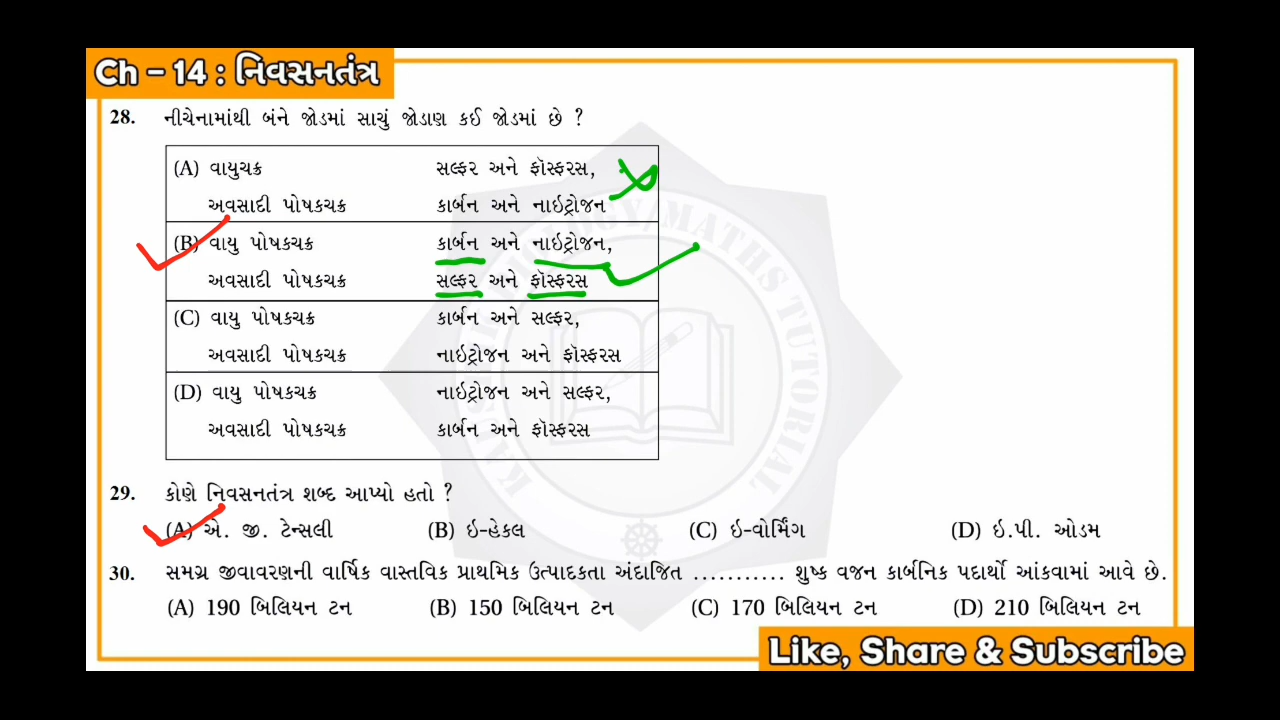 Ch - 14 : નિવસનતંત્ર
28. નીચેનામાંથી બંને જોડમાં સાચું જોડાણ કઈ જોડમાં છે ?
(A) વાયુચક્ર સલ્ફર અને ફૉસ્ફરસ,
અવસાદી પોષકચક્ર કાર્બન અને નાઇટ્રોજન
(B) વાયુ પોષકચક્ર કાર્બન અને નાઇટ્રોજન,
અવસાદી પોષકચક્ર સલ્ફર અને ફૉસ્ફરસ
(C) વાયુ પોષકચક્ર કાર્બન અને સલ્ફર,
અવસાદી પોષકચક્ર નાઇટ્રોજન અને ફૉસ્ફરસ
(D) વાયુ પોષકચક્ર નાઇટ્રોજન અને સલ્ફર,
અવસાદી પોષકચક્ર કાર્બન અને ફૉસ્ફરસ
29. કોણે નિવસનતંત્ર શબ્દ આપ્યો હતો ?
(A) એ. જી. ટેન્સલી (B) ઇ-હેકલ (C) ઇ-વોર્મિંગ (D) ઇ.પી. ઓડમ
30. સમગ્ર જીવાવરણની વાર્ષિક વાસ્તવિક પ્રાથમિક ઉત્પાદકતા અંદાજિત ........... શુષ્ક વજન કાર્બનિક પદાર્થો આંકવામાં આવે છે.
(A) 190 બિલિયન ટન (B) 150 બિલિયન ટન (C) 170 બિલિયન ટન (D) 210 બિલિયન ટન
Like, Share & Subscribe